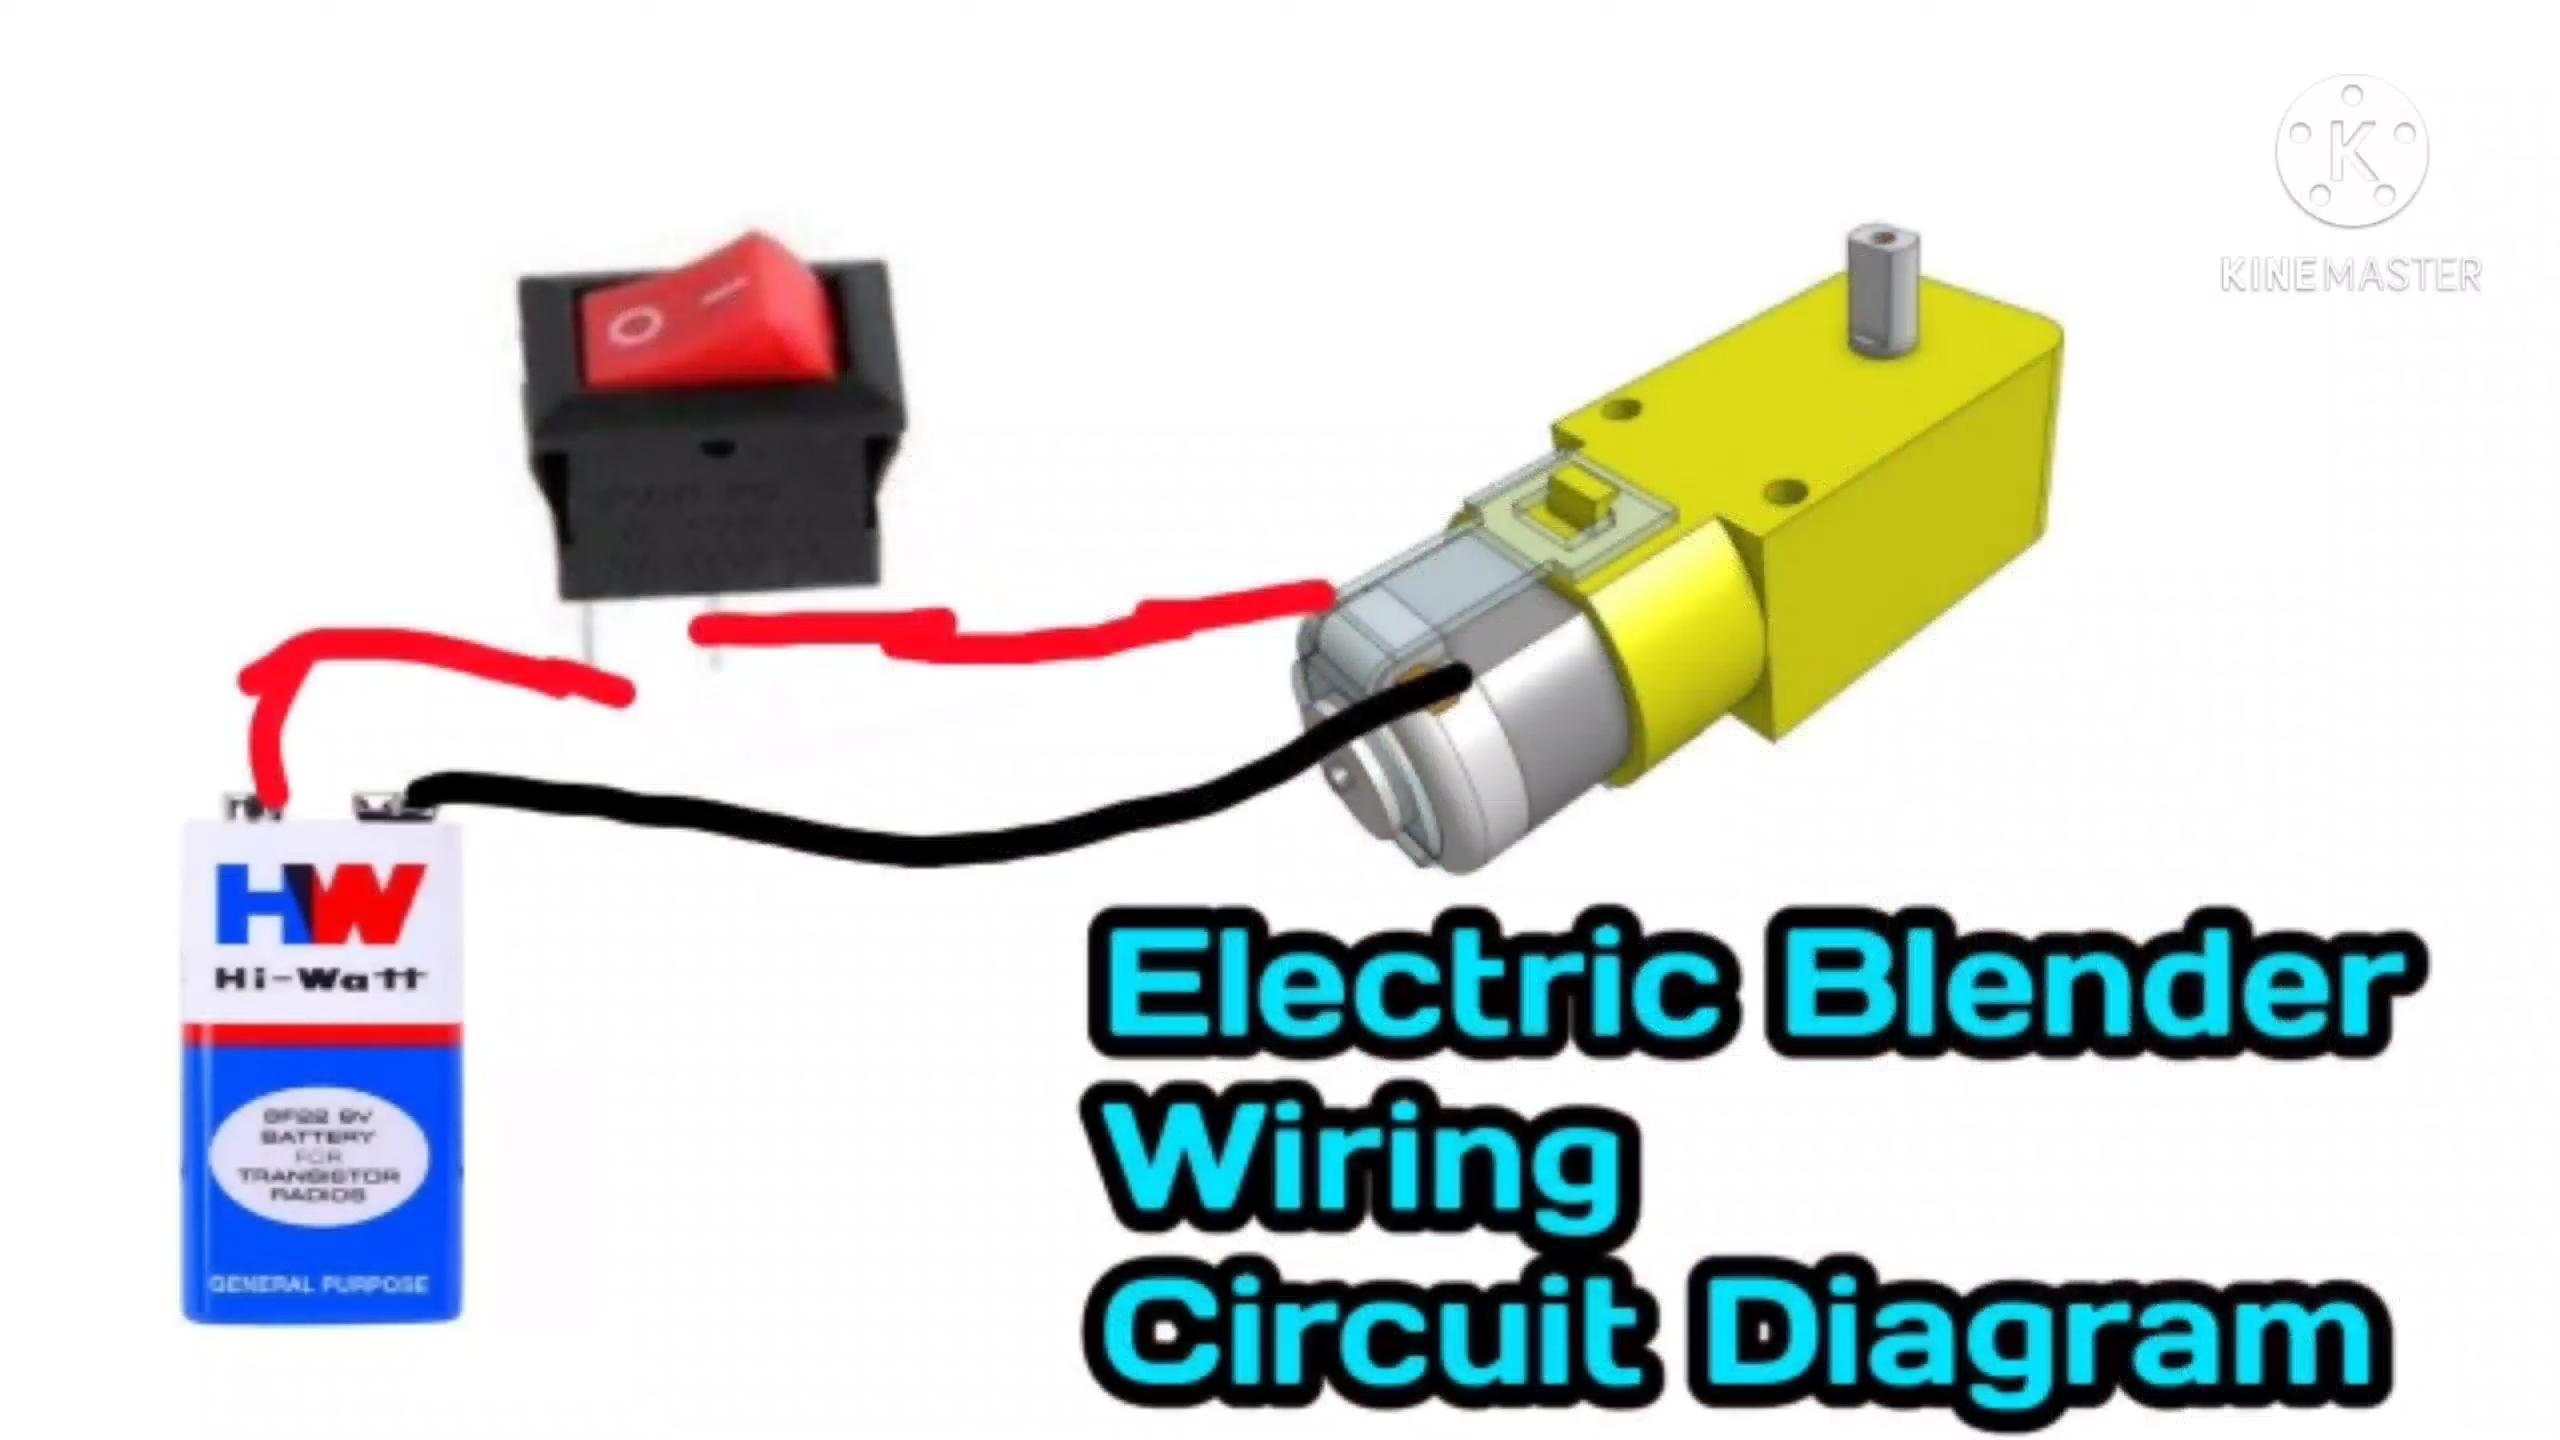 K
KINEMASTER
O
HW
Hi-Watt
6F22 9V
BATTERY
FOR
TRANSISTOR
RADIOS
GENERAL PURPOSE
Electric Blender
Wiring
Circuit Diagram